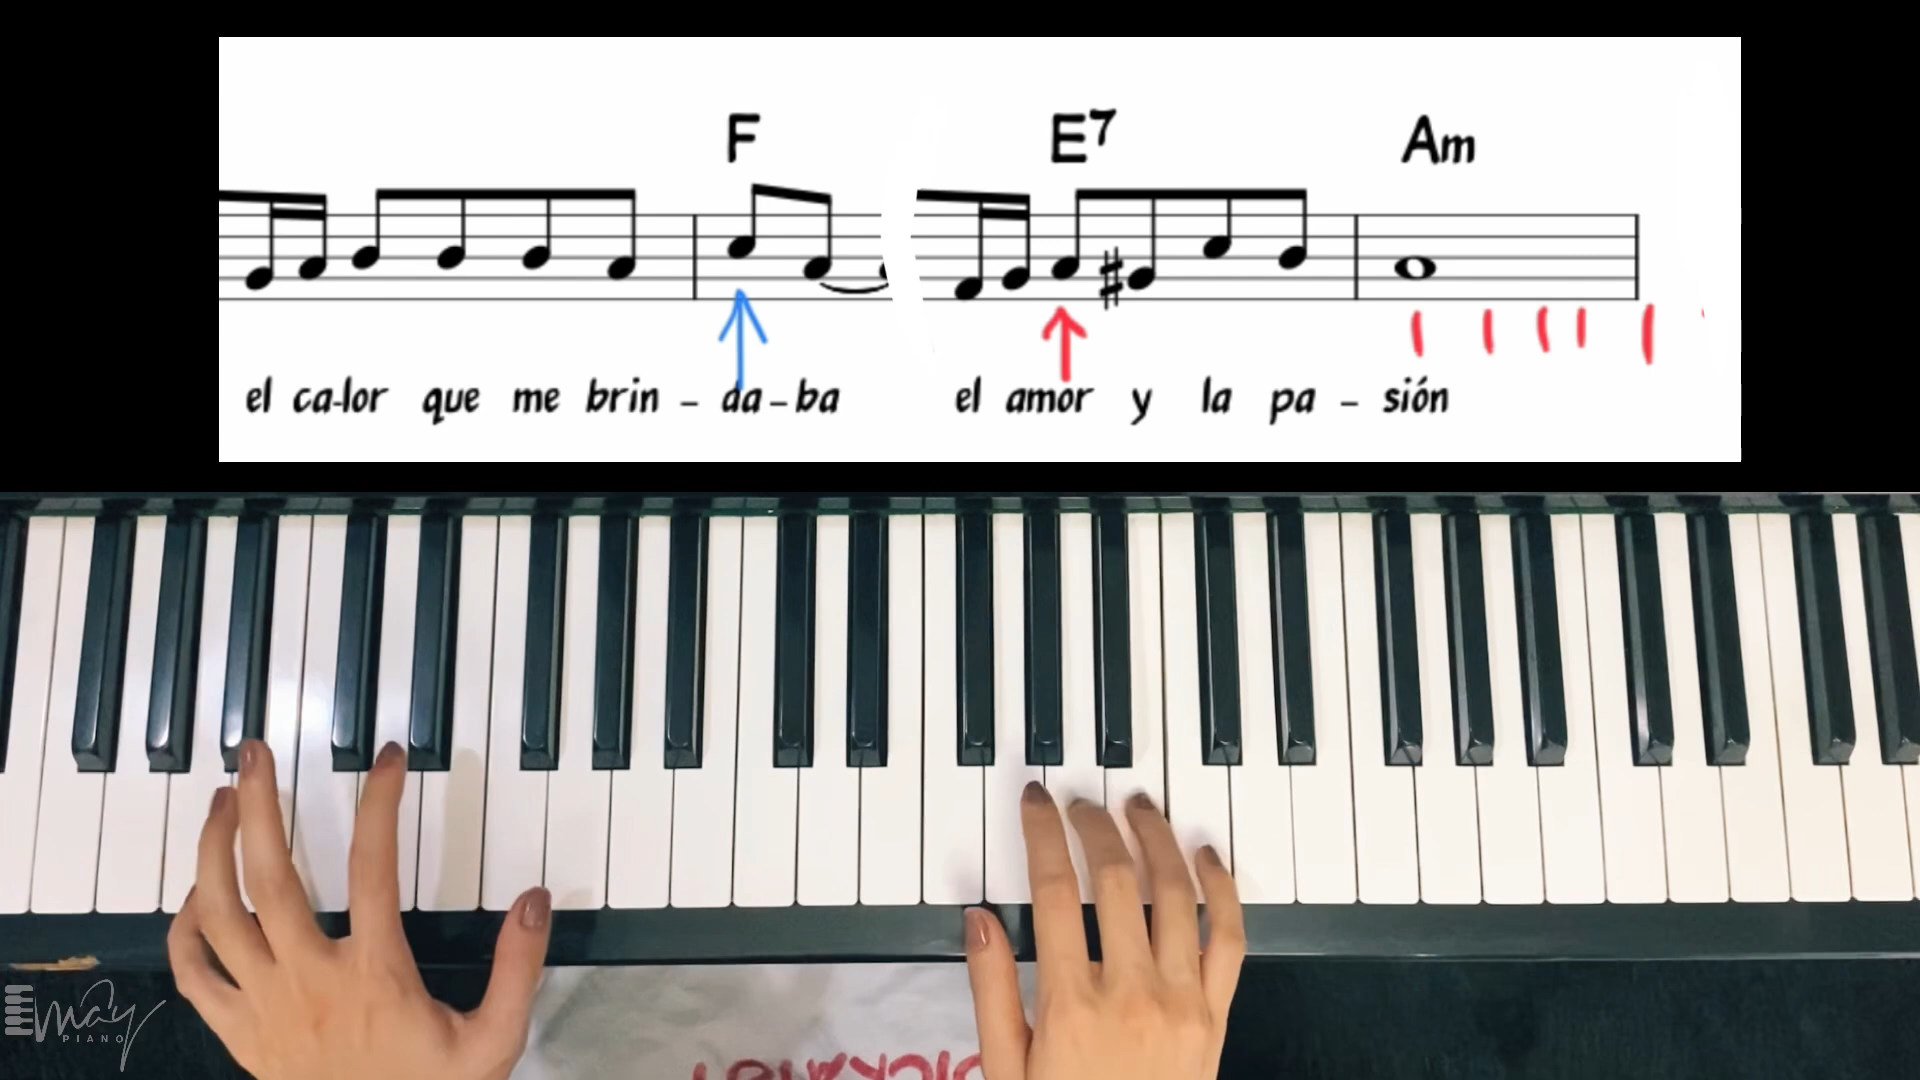 F E7 Am
el ca-lor que me brin - da - ba el amor y la pa - sión
may
PIANO